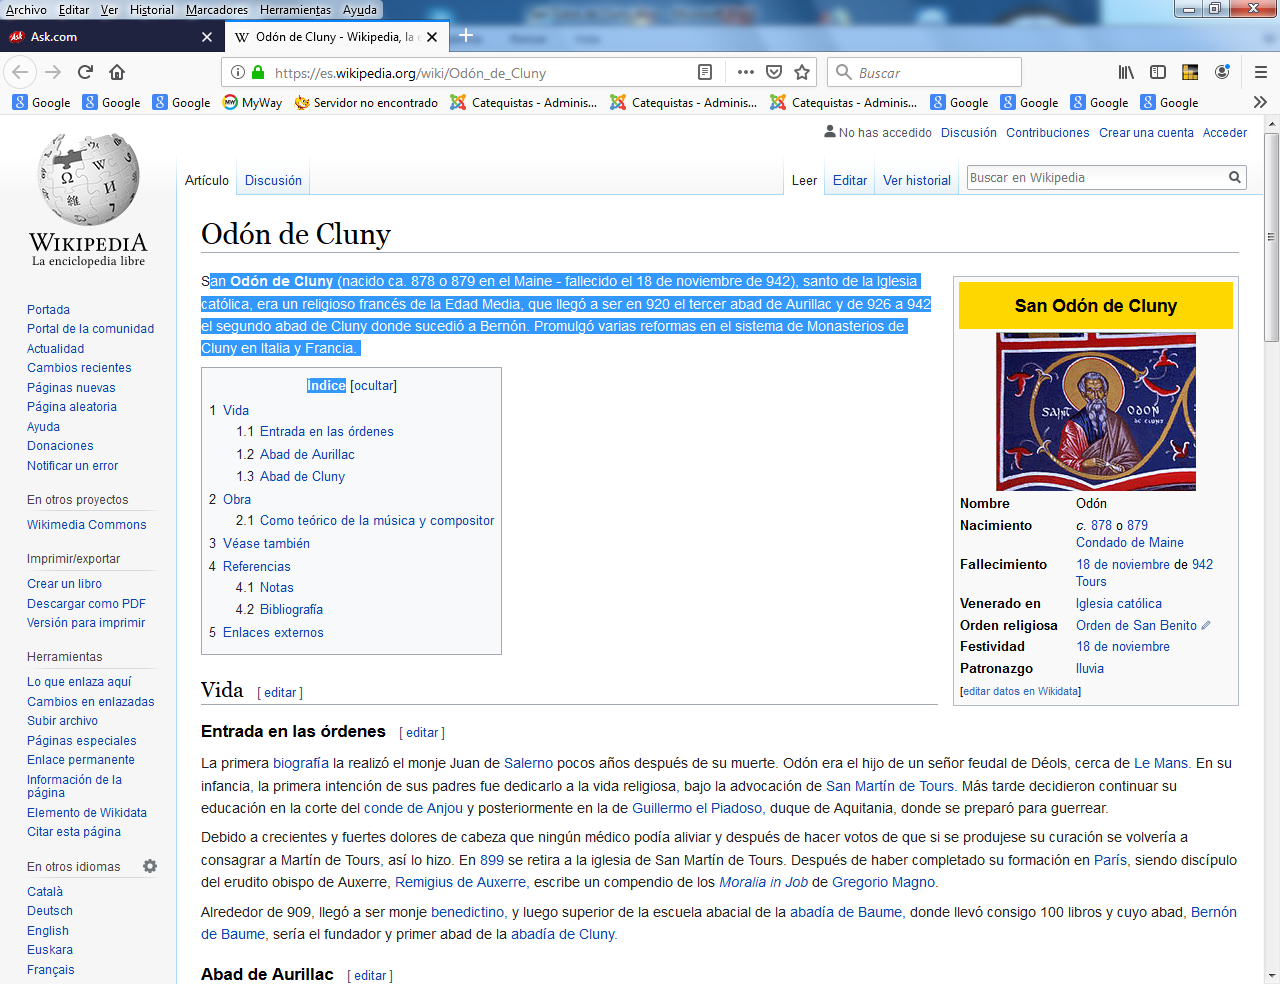 Archivo Editar Ver Historial Marcadores Herramientas Ayuda
Ask.com
Odón de Cluny - Wikipedia, la e
https://es.wikipedia.org/wiki/Odón_de_Cluny
Buscar
Google Google Google MyWay Servidor no encontrado Catequistas - Adminis... Catequistas - Adminis... Catequistas - Adminis... Google Google Google Google
No has accedido Discusión Contribuciones Crear una cuenta Acceder
Artículo Discusión Leer Editar Ver historial Buscar en Wikipedia
WIKIPEDIA
La enciclopedia libre
Portada
Portal de la comunidad
Actualidad
Cambios recientes
Páginas nuevas
Página aleatoria
Ayuda
Donaciones
Notificar un error
En otros proyectos
Wikimedia Commons
Imprimir/exportar
Crear un libro
Descargar como PDF
Versión para imprimir
Herramientas
Lo que enlaza aquí
Cambios en enlazadas
Subir archivo
Páginas especiales
Enlace permanente
Información de la
página
Elemento de Wikidata
Citar esta página
En otros idiomas
Català
Deutsch
English
Euskara
Français
Odón de Cluny
San Odón de Cluny (nacido ca. 878 o 879 en el Maine - fallecido el 18 de noviembre de 942), santo de la Iglesia
católica, era un religioso francés de la Edad Media, que llegó a ser en 920 el tercer abad de Aurillac y de 926 a 942
el segundo abad de Cluny donde sucedió a Bernón. Promulgó varias reformas en el sistema de Monasterios de
Cluny en Italia y Francia.
Índice [ocultar]
1 Vida
1.1 Entrada en las órdenes
1.2 Abad de Aurillac
1.3 Abad de Cluny
2 Obra
2.1 Como teórico de la música y compositor
3 Véase también
4 Referencias
4.1 Notas
4.2 Bibliografía
5 Enlaces externos
San Odón de Cluny
SAINT ODON
DE CLUNY
Nombre Odón
Nacimiento c. 878 o 879
Condado de Maine
Fallecimiento 18 de noviembre de 942
Tours
Venerado en Iglesia católica
Orden religiosa Orden de San Benito
Festividad 18 de noviembre
Patronazgo lluvia
[editar datos en Wikidata]
Vida [ editar ]
Entrada en las órdenes [ editar ]
La primera biografía la realizó el monje Juan de Salerno pocos años después de su muerte. Odón era el hijo de un señor feudal de Déols, cerca de Le Mans. En su
infancia, la primera intención de sus padres fue dedicarlo a la vida religiosa, bajo la advocación de San Martín de Tours. Más tarde decidieron continuar su
educación en la corte del conde de Anjou y posteriormente en la de Guillermo el Piadoso, duque de Aquitania, donde se preparó para guerrear.
Debido a crecientes y fuertes dolores de cabeza que ningún médico podía aliviar y después de hacer votos de que si se produjese su curación se volvería a
consagrar a Martín de Tours, así lo hizo. En 899 se retira a la iglesia de San Martín de Tours. Después de haber completado su formación en París, siendo discípulo
del erudito obispo de Auxerre, Remigius de Auxerre, escribe un compendio de los Moralia in Job de Gregorio Magno.
Alrededor de 909, llegó a ser monje benedictino, y luego superior de la escuela abacial de la abadía de Baume, donde llevó consigo 100 libros y cuyo abad, Bernón
de Baume, sería el fundador y primer abad de la abadía de Cluny.
Abad de Aurillac [ editar ]